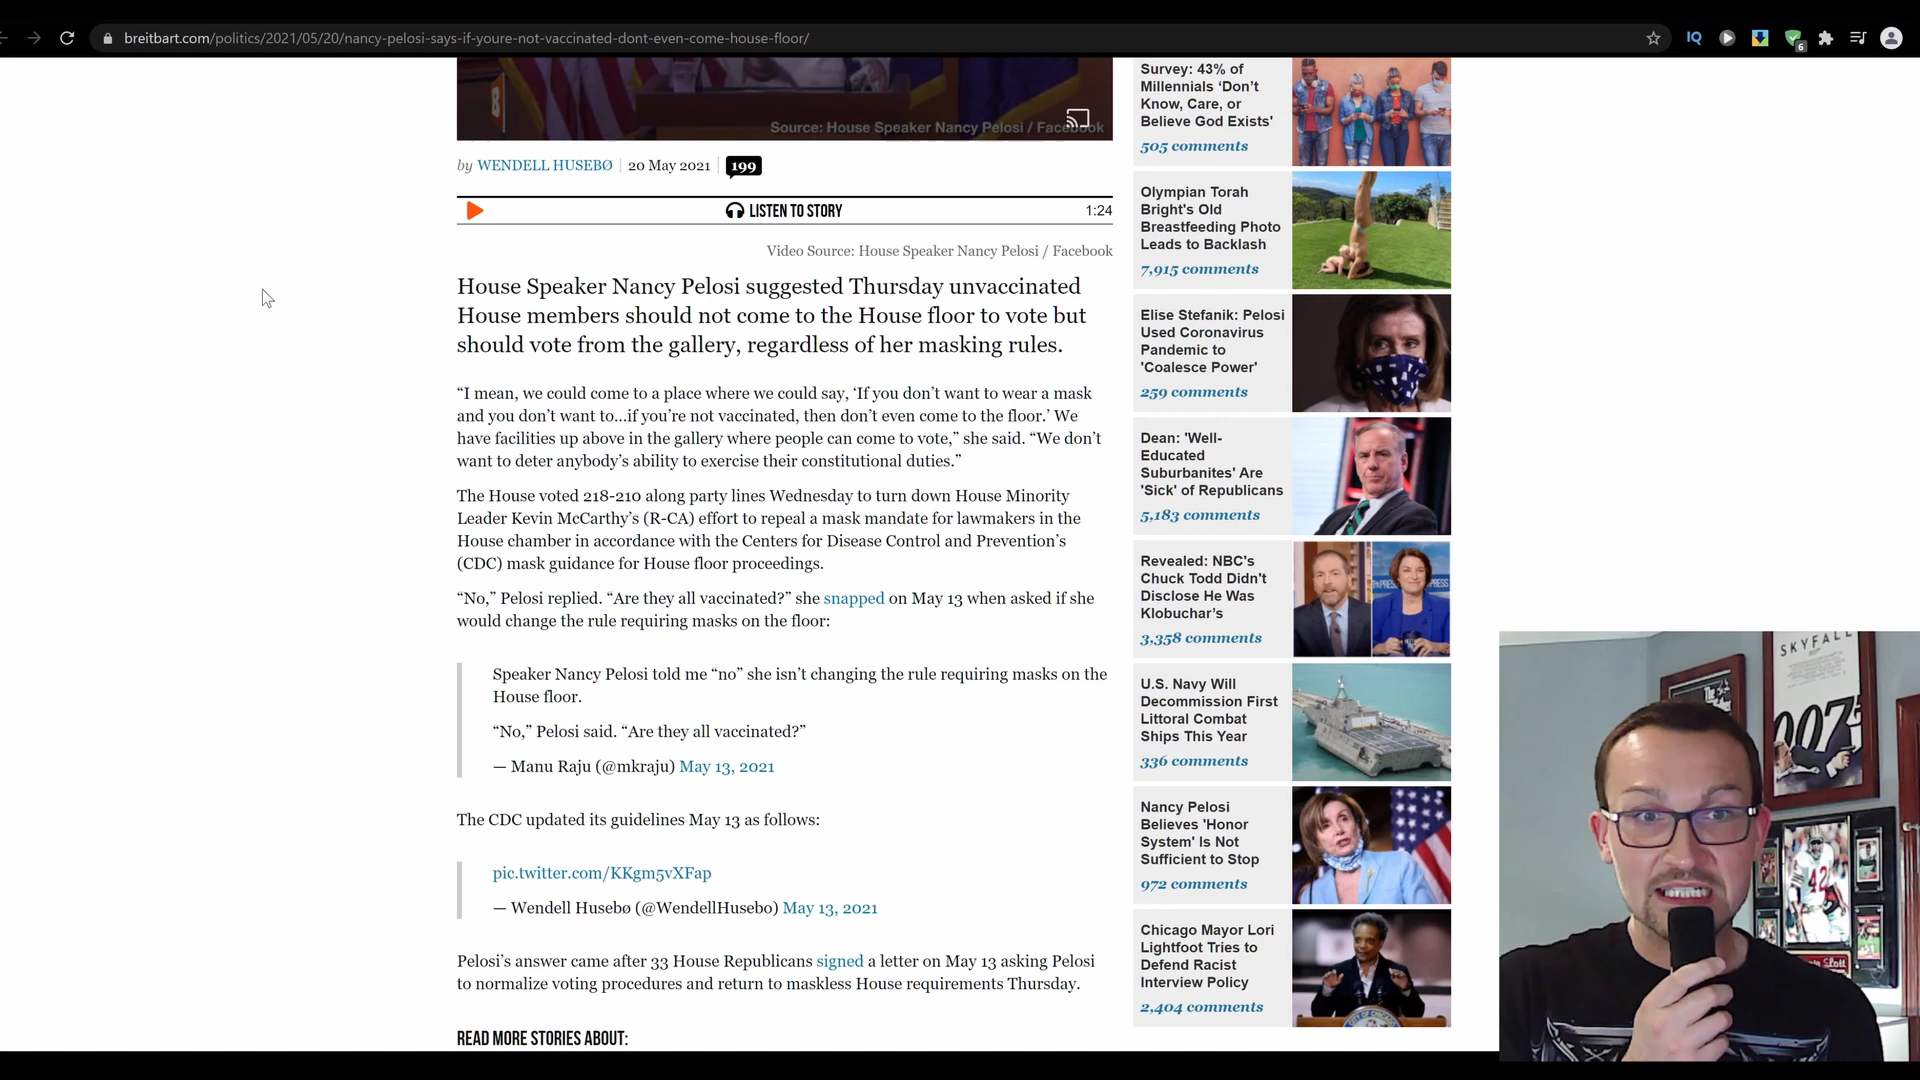 breitbart.com/politics/2021/05/20/nancy-pelosi-says-if-youre-not-vaccinated-dont-even-come-house-floor/
IQ
6
Source: House Speaker Nancy Pelosi / Facebook
by WENDELL HUSEBØ
20 May 2021
199
LISTEN TO STORY
1:24
Video Source: House Speaker Nancy Pelosi / Facebook
House Speaker Nancy Pelosi suggested Thursday unvaccinated
House members should not come to the House floor to vote but
should vote from the gallery, regardless of her masking rules.
“I mean, we could come to a place where we could say, ‘If you don’t want to wear a mask
and you don’t want to…if you’re not vaccinated, then don’t even come to the floor.’ We
have facilities up above in the gallery where people can come to vote,” she said. “We don’t
want to deter anybody’s ability to exercise their constitutional duties.”
The House voted 218-210 along party lines Wednesday to turn down House Minority
Leader Kevin McCarthy’s (R-CA) effort to repeal a mask mandate for lawmakers in the
House chamber in accordance with the Centers for Disease Control and Prevention’s
(CDC) mask guidance for House floor proceedings.
“No,” Pelosi replied. “Are they all vaccinated?” she snapped on May 13 when asked if she
would change the rule requiring masks on the floor:
Speaker Nancy Pelosi told me “no” she isn’t changing the rule requiring masks on the
House floor.
“No,” Pelosi said. “Are they all vaccinated?”
— Manu Raju (@mkraju) May 13, 2021
The CDC updated its guidelines May 13 as follows:
pic.twitter.com/KKgm5vXFap
— Wendell Husebø (@WendellHusebo) May 13, 2021
Pelosi’s answer came after 33 House Republicans signed a letter on May 13 asking Pelosi
to normalize voting procedures and return to maskless House requirements Thursday.
READ MORE STORIES ABOUT:
Survey: 43% of
Millennials ‘Don’t
Know, Care, or
Believe God Exists’
505 comments
Olympian Torah
Bright's Old
Breastfeeding Photo
Leads to Backlash
7,915 comments
Elise Stefanik: Pelosi
Used Coronavirus
Pandemic to
'Coalesce Power'
259 comments
Dean: 'Well-
Educated
Suburbanites' Are
'Sick' of Republicans
5,183 comments
Revealed: NBC's
Chuck Todd Didn't
Disclose He Was
Klobuchar’s
3,358 comments
U.S. Navy Will
Decommission First
Littoral Combat
Ships This Year
336 comments
Nancy Pelosi
Believes 'Honor
System' Is Not
Sufficient to Stop
972 comments
Chicago Mayor Lori
Lightfoot Tries to
Defend Racist
Interview Policy
2,404 comments
CITY OF CHICAGO
SKYFALL
007
42
Lott